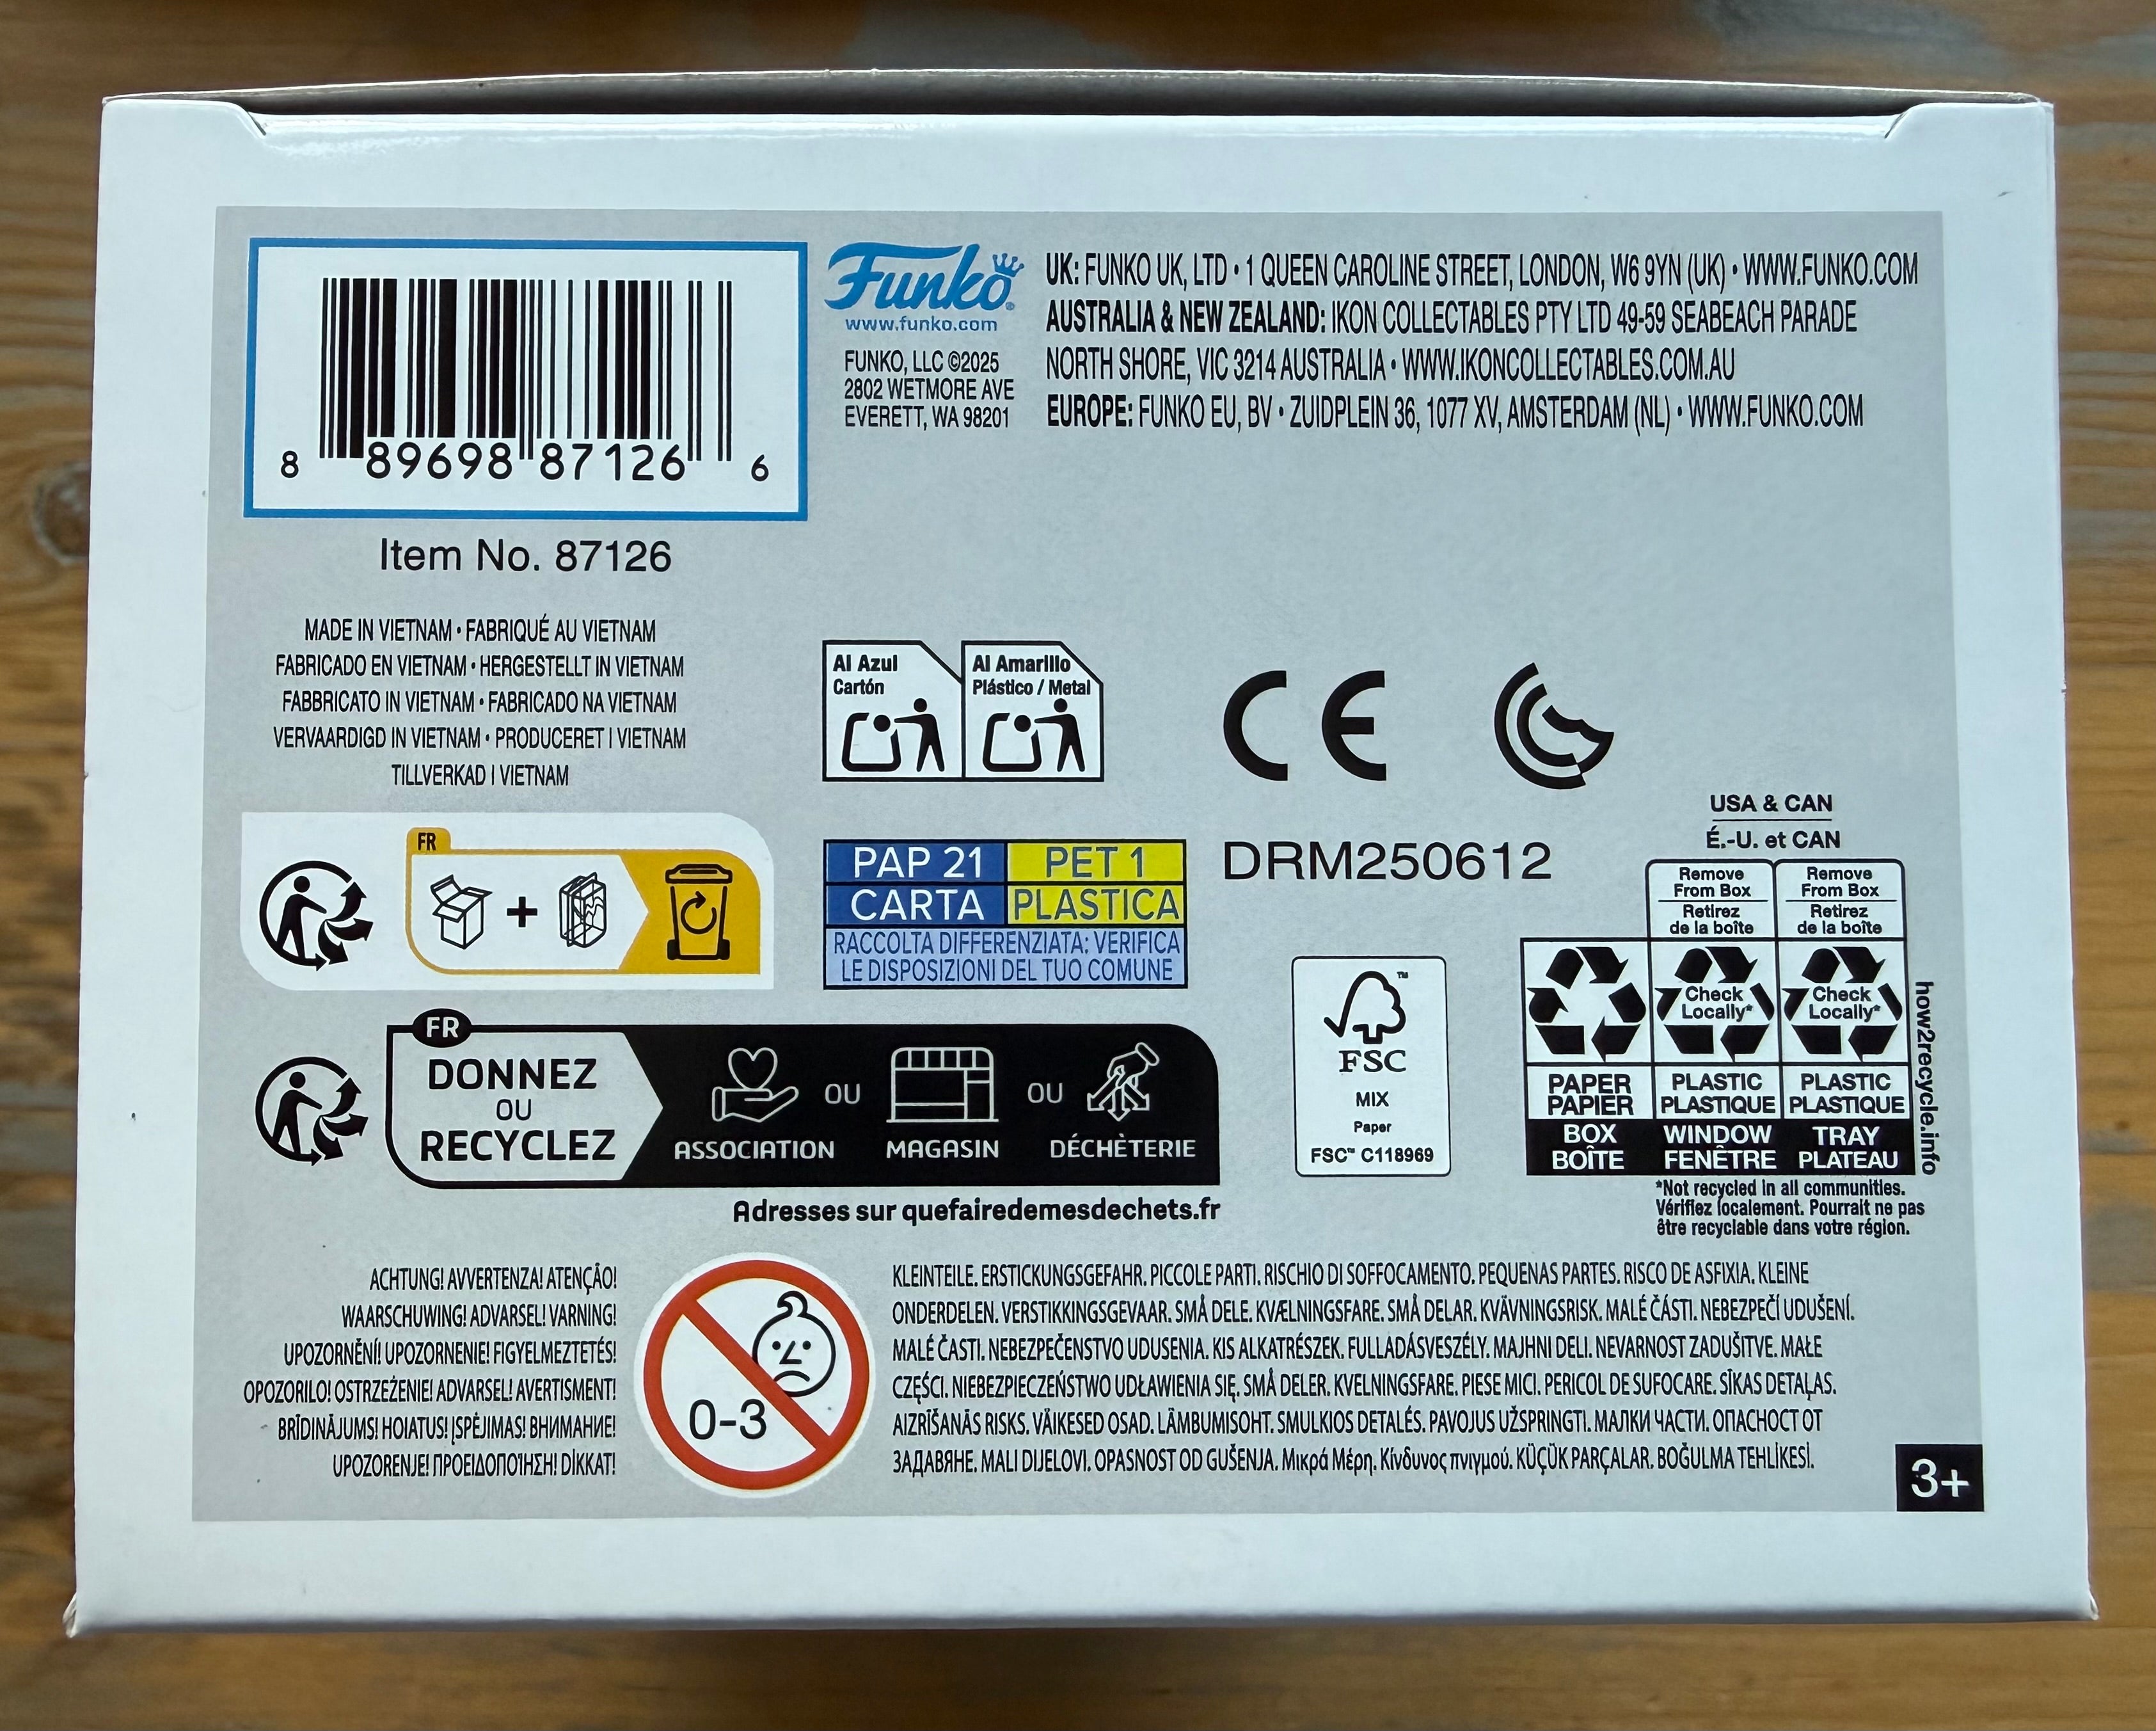 8 89698 87126 6
Item No. 87126
Funko
www.funko.com
FUNKO, LLC ©2025
2802 WETMORE AVE
EVERETT, WA 98201
UK: FUNKO UK, LTD • 1 QUEEN CAROLINE STREET, LONDON, W6 9YN (UK) • WWW.FUNKO.COM
AUSTRALIA & NEW ZEALAND: IKON COLLECTABLES PTY LTD 49-59 SEABEACH PARADE
NORTH SHORE, VIC 3214 AUSTRALIA • WWW.IKONCOLLECTABLES.COM.AU
EUROPE: FUNKO EU, BV • ZUIDPLEIN 36, 1077 XV, AMSTERDAM (NL) • WWW.FUNKO.COM
MADE IN VIETNAM • FABRIQUÉ AU VIETNAM
FABRICADO EN VIETNAM • HERGESTELLT IN VIETNAM
FABBRICATO IN VIETNAM • FABRICADO NA VIETNAM
VERVAARDIGD IN VIETNAM • PRODUCERET I VIETNAM
TILLVERKAD I VIETNAM
Al Azul
Cartón
Al Amarillo
Plástico / Metal
CE
FR
PAP 21
PET 1
CARTA
PLASTICA
RACCOLTA DIFFERENZIATA: VERIFICA
LE DISPOSIZIONI DEL TUO COMUNE
DRM250612
USA & CAN
É.-U. et CAN
Remove
From Box
Retirez
de la boîte
Remove
From Box
Retirez
de la boîte
Check
Locally*
Check
Locally*
PAPER
PAPIER
PLASTIC
PLASTIQUE
PLASTIC
PLASTIQUE
BOX
BOÎTE
WINDOW
FENÊTRE
TRAY
PLATEAU
how2recycle.info
*Not recycled in all communities.
Vérifiez localement. Pourrait ne pas
être recyclable dans votre région.
FR
DONNEZ
OU
RECYCLEZ
ASSOCIATION
OU
MAGASIN
OU
DÉCHÈTERIE
Adresses sur quefairedemesdechets.fr
™
FSC
MIX
Paper
FSC™ C118969
ACHTUNG! AVVERTENZA! ATENÇÃO!
WAARSCHUWING! ADVARSEL! VARNING!
UPOZORNĚNÍ! UPOZORNENIE! FIGYELMEZTETÉS!
OPOZORILO! OSTRZEŻENIE! ADVARSEL! AVERTISMENT!
BRĪDINĀJUMS! HOIATUS! ĮSPĖJIMAS! ВНИМАНИЕ!
UPOZORENJE! ΠΡΟΕΙΔΟΠΟΊΗΣΗ! DİKKAT!
0-3
KLEINTEILE. ERSTICKUNGSGEFAHR. PICCOLE PARTI. RISCHIO DI SOFFOCAMENTO. PEQUENAS PARTES. RISCO DE ASFIXIA. KLEINE
ONDERDELEN. VERSTIKKINGSGEVAAR. SMÅ DELE. KVÆLNINGSFARE. SMÅ DELAR. KVÄVNINGSRISK. MALÉ ČÁSTI. NEBEZPEČÍ UDUŠENÍ.
MALÉ ČASTI. NEBEZPEČENSTVO UDUSENIA. KIS ALKATRÉSZEK. FULLADÁSVESZÉLY. MAJHNI DELI. NEVARNOST ZADUŠITVE. MAŁE
CZĘŚCI. NIEBEZPIECZEŃSTWO UDŁAWIENIA SIĘ. SMÅ DELER. KVELNINGSFARE. PIESE MICI. PERICOL DE SUFOCARE. SĪKAS DETAĻAS.
AIZRĪŠANĀS RISKS. VÄIKESED OSAD. LÄMBUMISOHT. SMULKIOS DETALĖS. PAVOJUS UŽSPRINGTI. МАЛКИ ЧАСТИ. ОПАСНОСТ ОТ
ЗАДАВЯНЕ. MALI DIJELOVI. OPASNOST OD GUŠENJA. Μικρά Μέρη. Κίνδυνος πνιγμού. KÜÇÜK PARÇALAR. BOĞULMA TEHLİKESİ.
3+